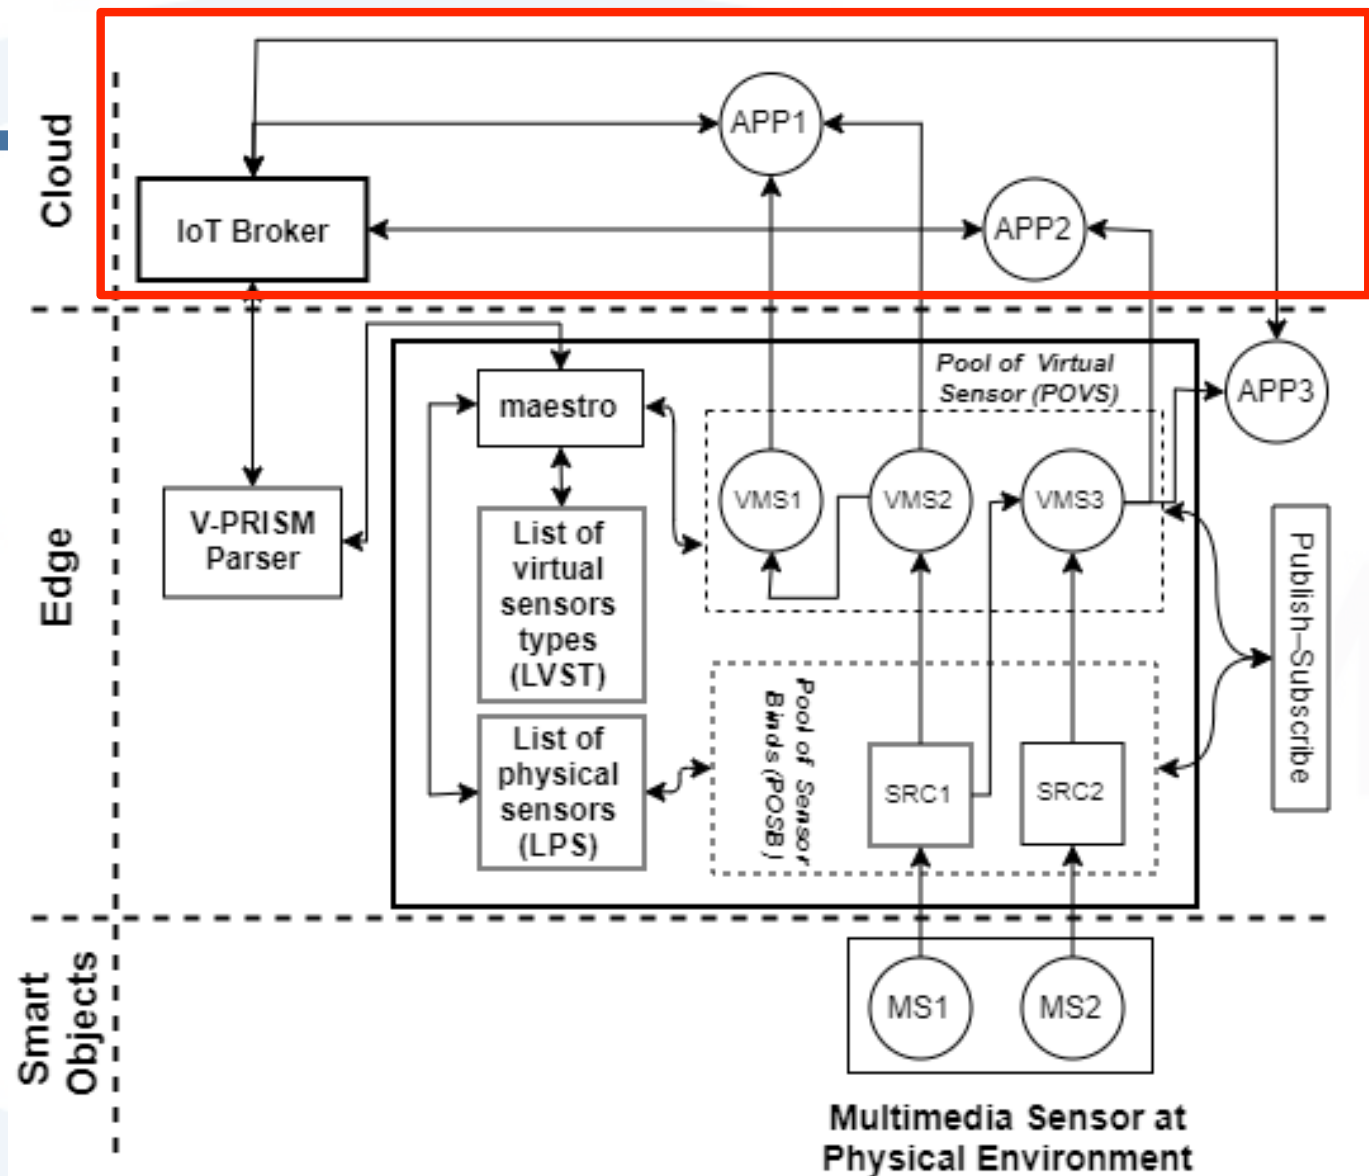 Cloud
APP1
IoT Broker
APP2
Edge
maestro
Pool of Virtual
Sensor (POVS)
APP3
V-PRISM
Parser
List of
virtual
sensors
types
(LVST)
VMS1
VMS2
VMS3
Publish–Subscribe
List of
physical
sensors
(LPS)
Pool of Sensor
Binds (POSB)
SRC1
SRC2
Smart
Objects
MS1
MS2
Multimedia Sensor at
Physical Environment